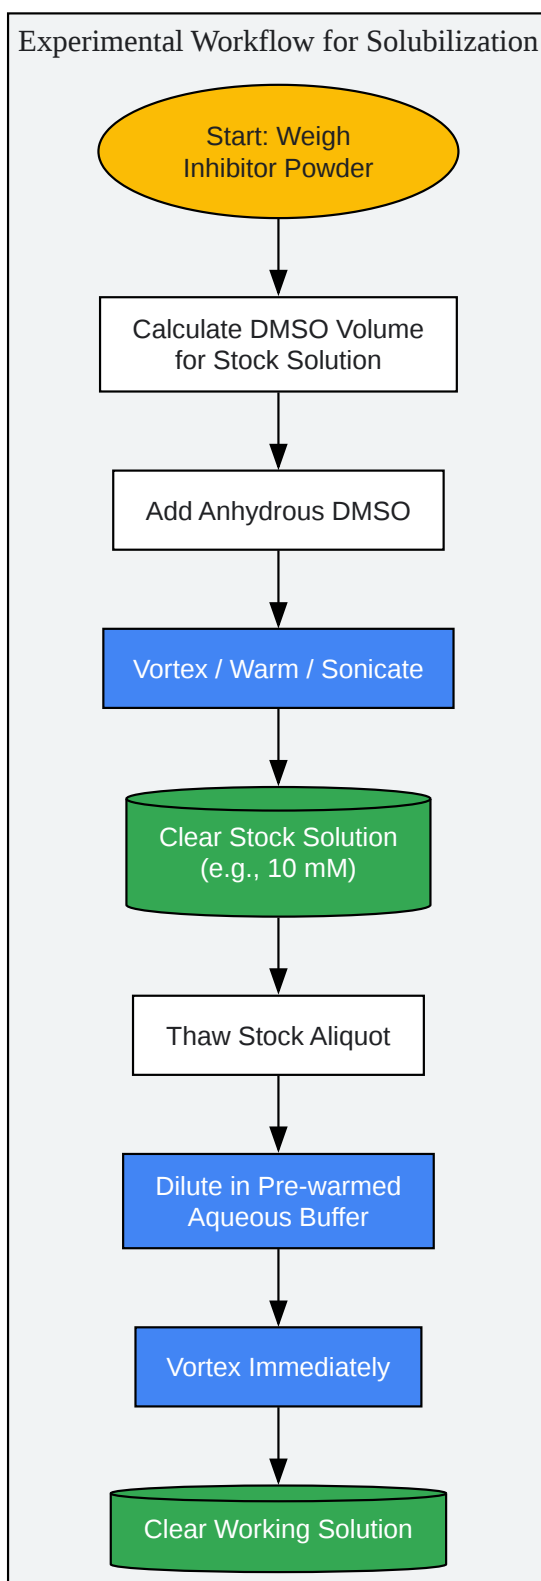 Experimental Workflow for Solubilization
Start: Weigh
Inhibitor Powder
Calculate DMSO Volume
for Stock Solution
Add Anhydrous DMSO
Vortex / Warm / Sonicate
Clear Stock Solution
(e.g., 10 mM)
Thaw Stock Aliquot
Dilute in Pre-warmed
Aqueous Buffer
Vortex Immediately
Clear Working Solution